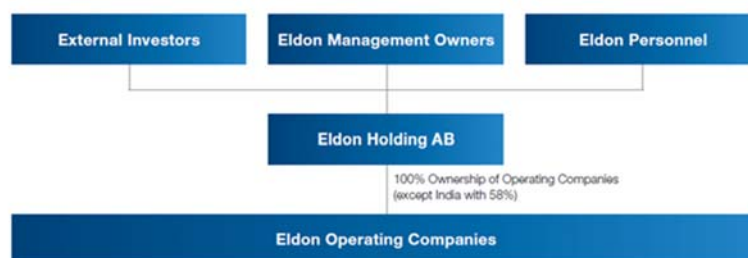 External Investors
Eldon Management Owners
Eldon Personnel
Eldon Holding AB
100% Ownership of Operating Companies
(except India with 58%)
Eldon Operating Companies